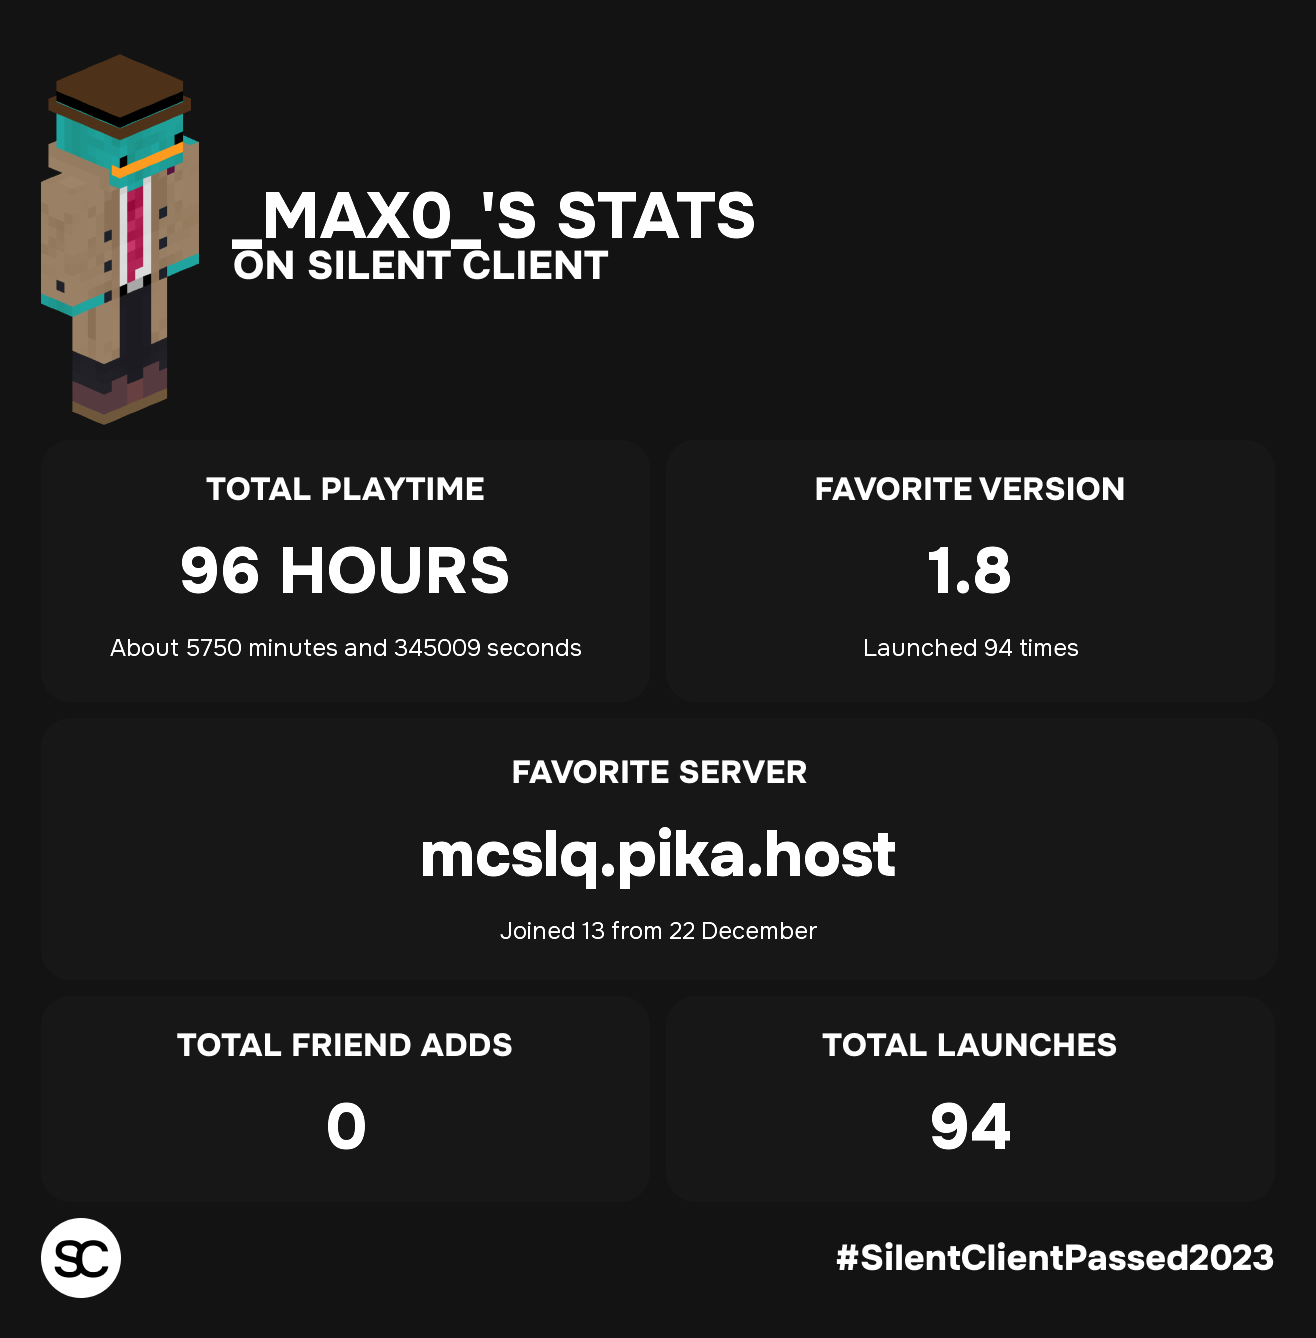 _MAX0_'S STATS
ON SILENT CLIENT
TOTAL PLAYTIME
96 HOURS
About 5750 minutes and 345009 seconds
FAVORITE VERSION
1.8
Launched 94 times
FAVORITE SERVER
mcslq.pika.host
Joined 13 from 22 December
TOTAL FRIEND ADDS
0
TOTAL LAUNCHES
94
SC
#SilentClientPassed2023